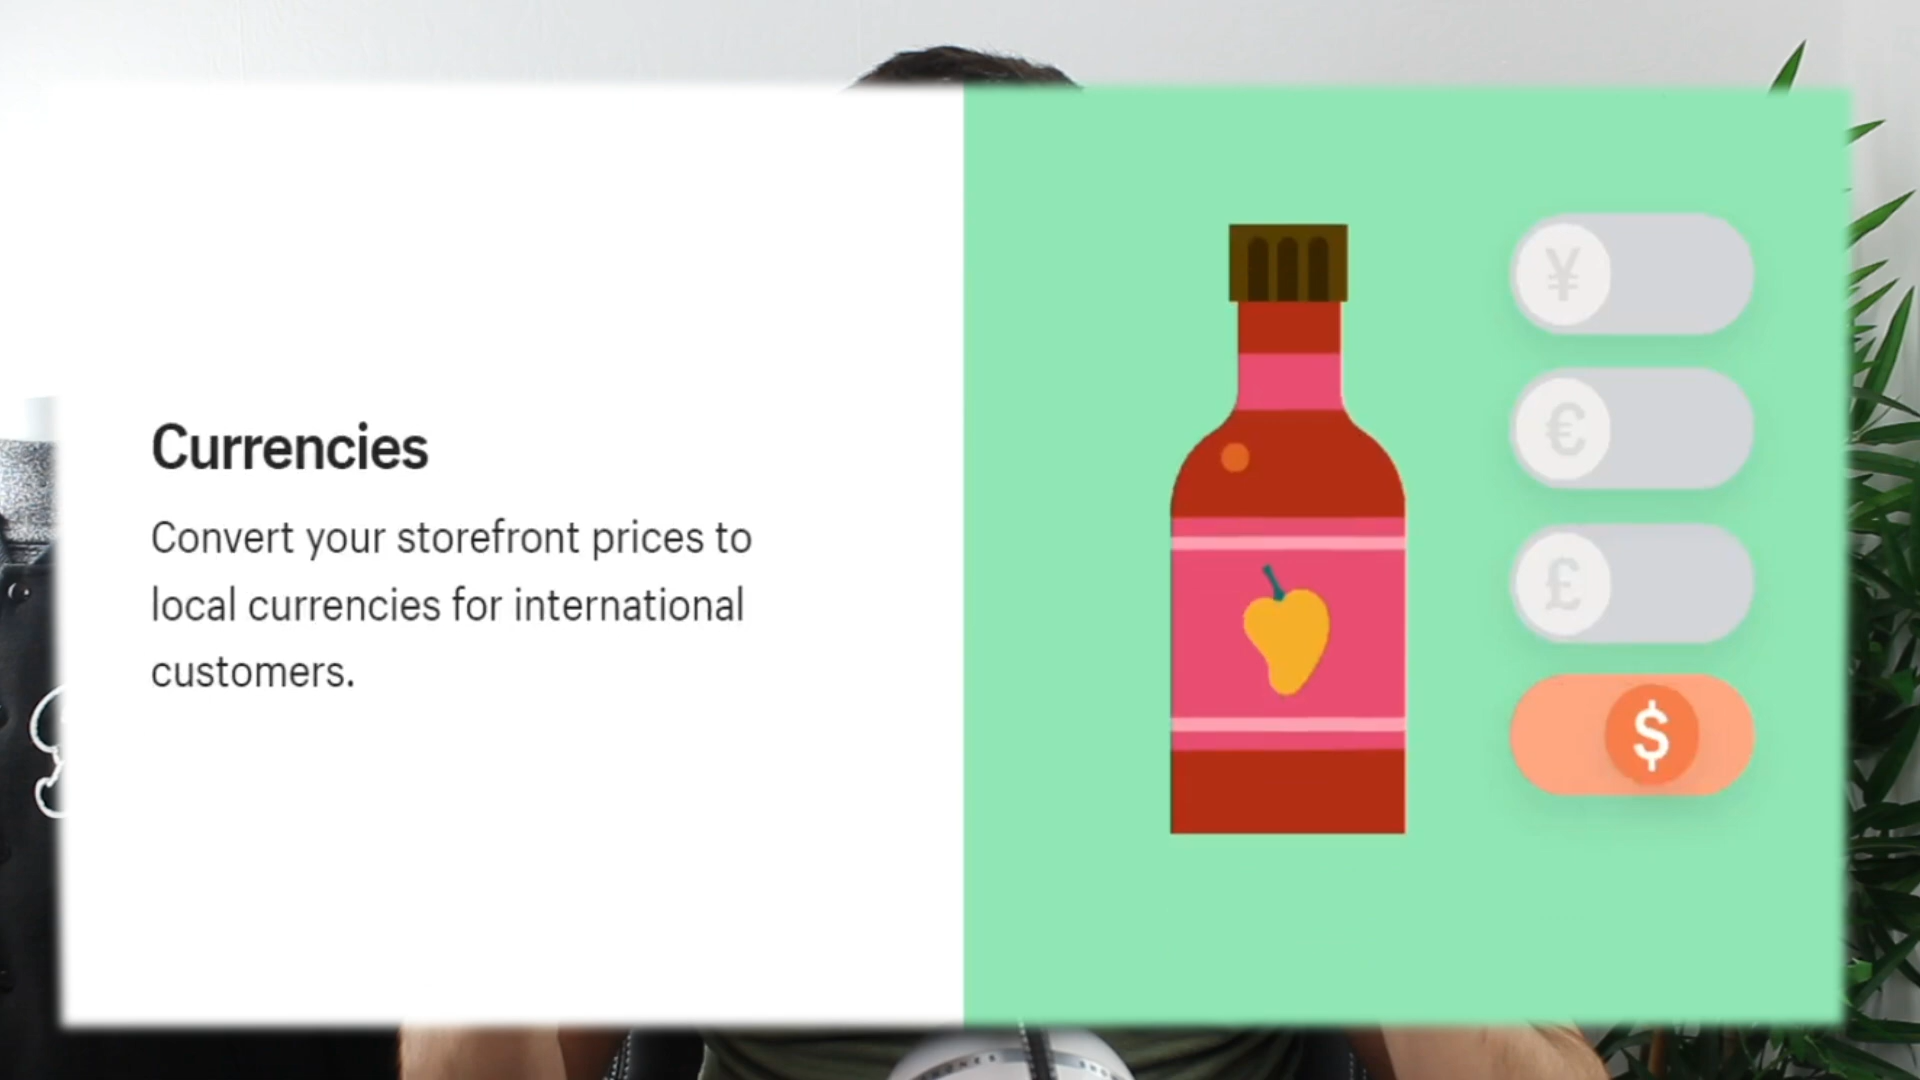 Currencies
Convert your storefront prices to
local currencies for international
customers.
¥
€
£
$